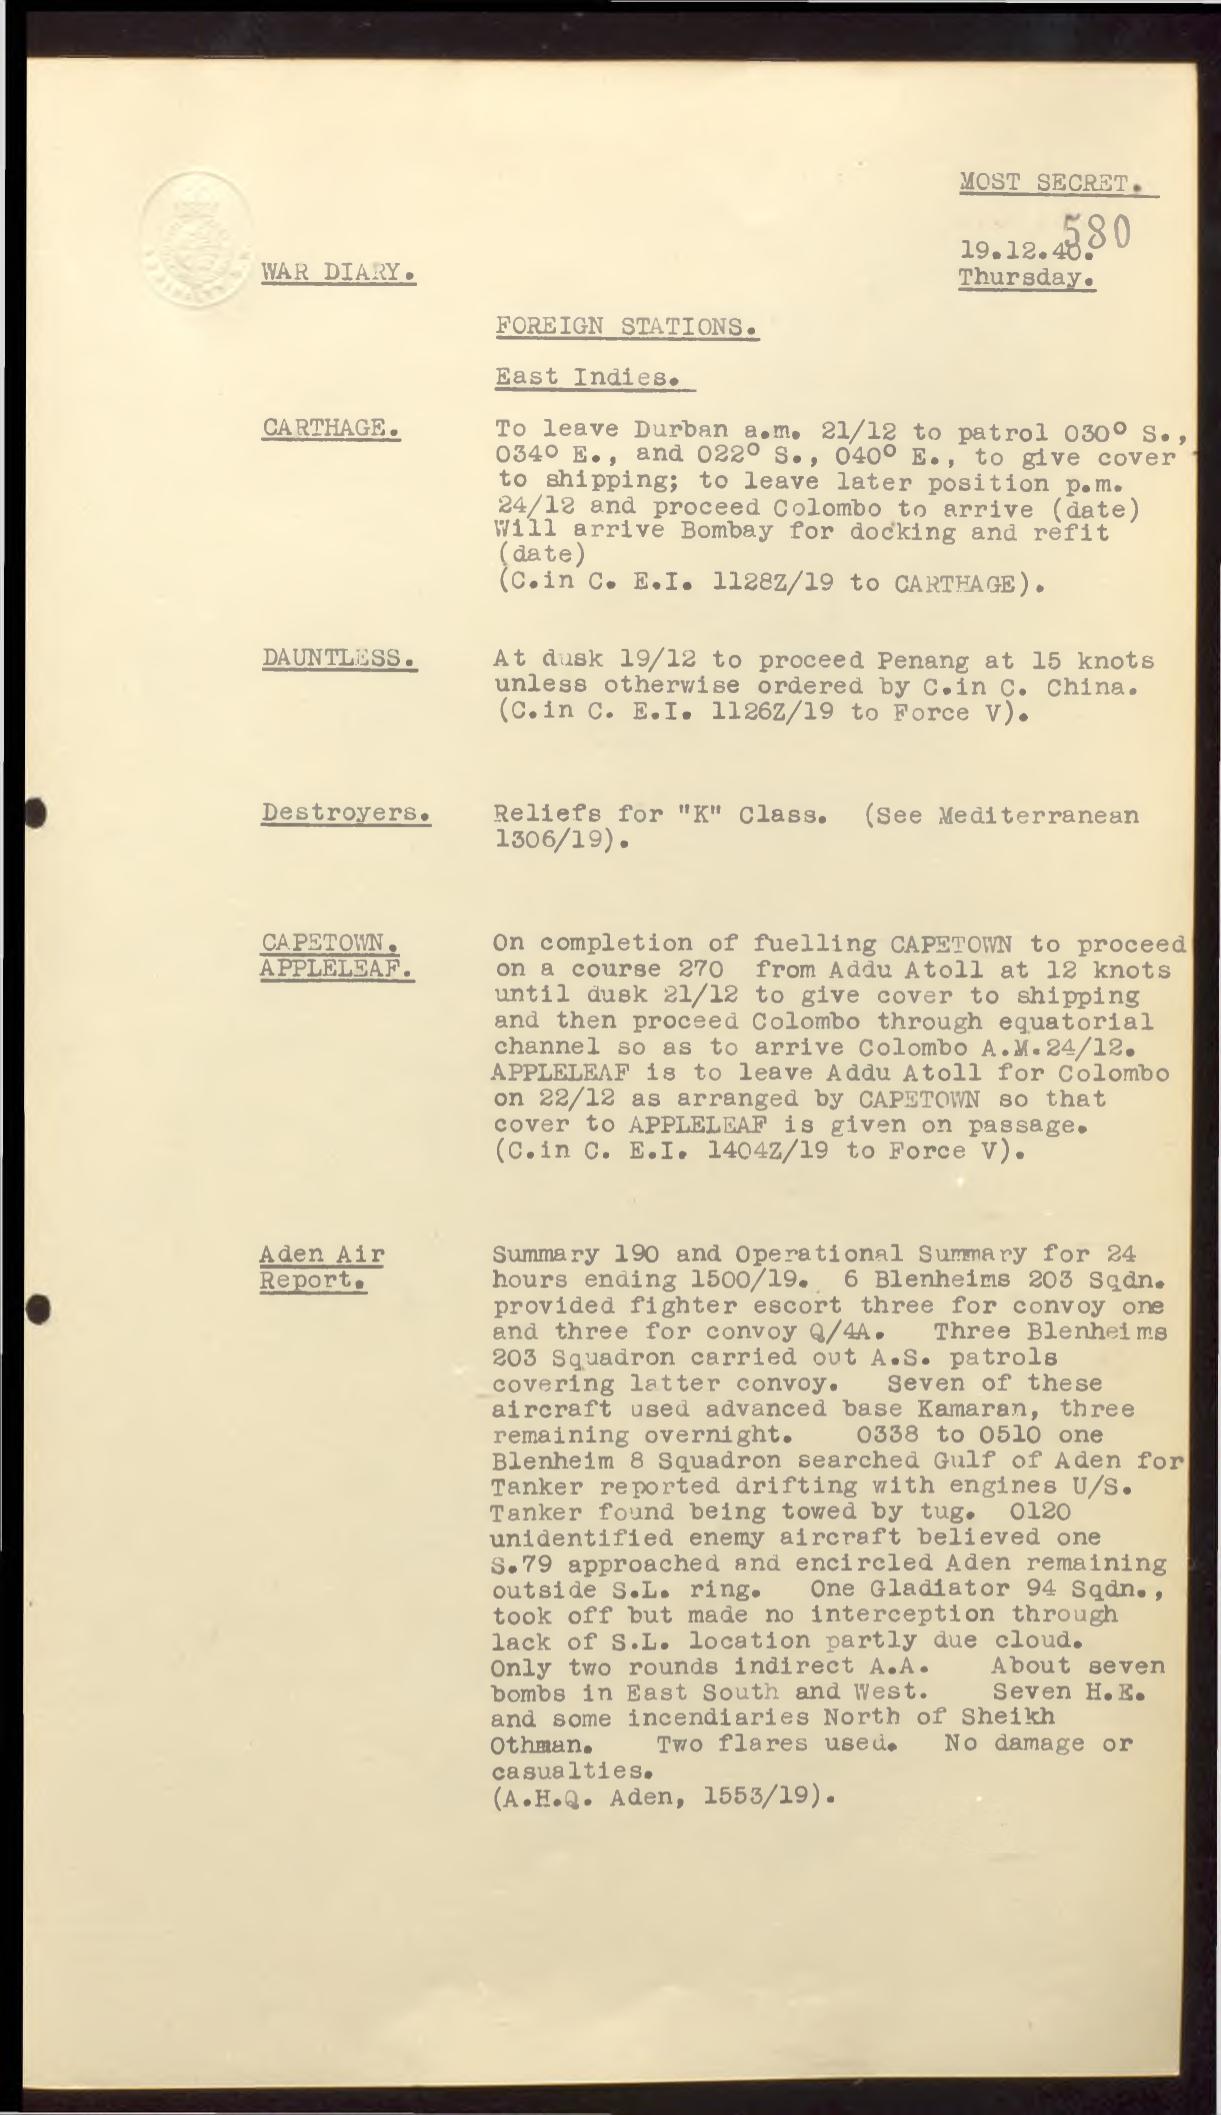 MOST SECRET.
580
19.12.40.
WAR DIARY.
Thursday.
FOREIGN STATIONS.
East Indies.
CARTHAGE. To leave Durban a.m. 21/12 to patrol 030° S.,
034° E., and 022° S., 040° E., to give cover
to shipping; to leave later position p.m.
24/12 and proceed Colombo to arrive (date)
Will arrive Bombay for docking and refit
(date)
(C.in C. E.I. 1128Z/19 to CARTHAGE).
DAUNTLESS. At dusk 19/12 to proceed Penang at 15 knots
unless otherwise ordered by C.in C. China.
(C.in C. E.I. 1126Z/19 to Force V).
Destroyers. Reliefs for "K" Class. (See Mediterranean
1306/19).
CAPETOWN. On completion of fuelling CAPETOWN to proceed
APPLELEAF. on a course 270 from Addu Atoll at 12 knots
until dusk 21/12 to give cover to shipping
and then proceed Colombo through equatorial
channel so as to arrive Colombo A.M.24/12.
APPLELEAF is to leave Addu Atoll for Colombo
on 22/12 as arranged by CAPETOWN so that
cover to APPLELEAF is given on passage.
(C.in C. E.I. 1404Z/19 to Force V).
Aden Air Summary 190 and Operational Summary for 24
Report. hours ending 1500/19. 6 Blenheims 203 Sqdn.
provided fighter escort three for convoy one
and three for convoy Q/4A. Three Blenheims
203 Squadron carried out A.S. patrols
covering latter convoy. Seven of these
aircraft used advanced base Kamaran, three
remaining overnight. 0338 to 0510 one
Blenheim 8 Squadron searched Gulf of Aden for
Tanker reported drifting with engines U/S.
Tanker found being towed by tug. 0120
unidentified enemy aircraft believed one
S.79 approached and encircled Aden remaining
outside S.L. ring. One Gladiator 94 Sqdn.,
took off but made no interception through
lack of S.L. location partly due cloud.
Only two rounds indirect A.A. About seven
bombs in East South and West. Seven H.E.
and some incendiaries North of Sheikh
Othman. Two flares used. No damage or
casualties.
(A.H.Q. Aden, 1553/19).